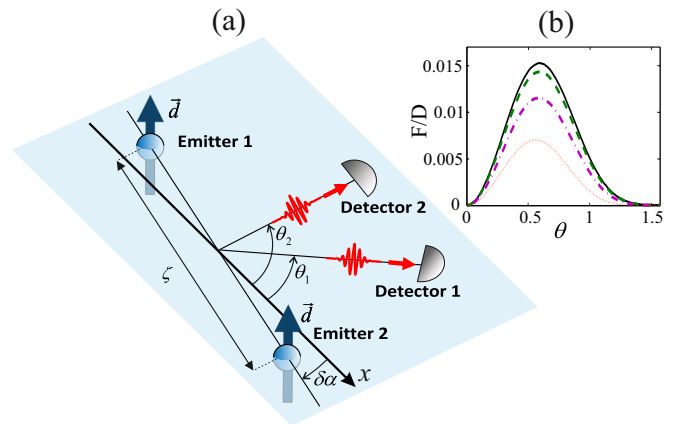 (a)
(b)
d⃗
Emitter 1
Detector 2
θ₂
θ₁
Detector 1
ζ
d⃗
Emitter 2
δα
x
F/D
0.015
0.01
0.005
0
0
0.5
1
1.5
θ